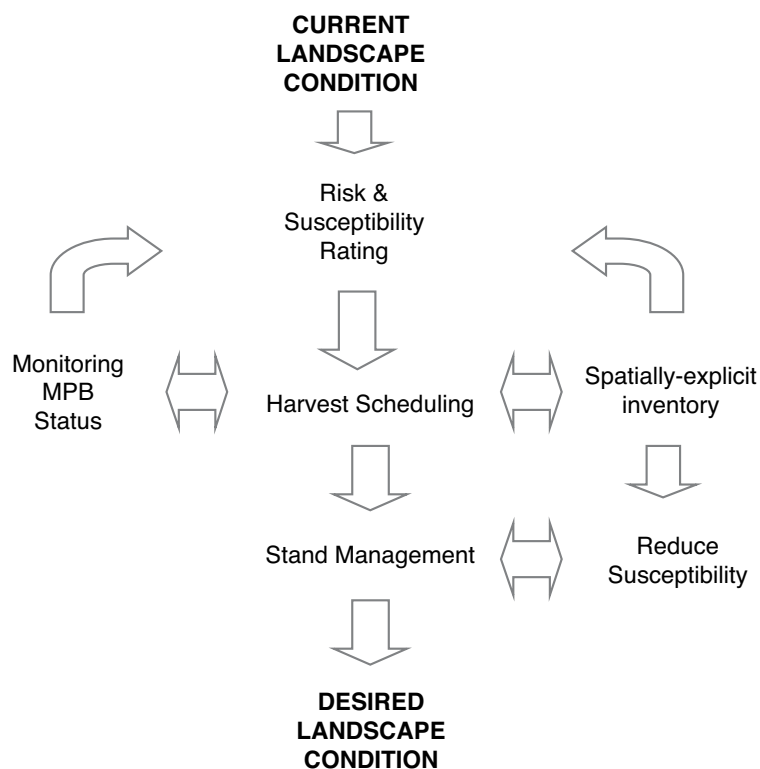 CURRENT
LANDSCAPE
CONDITION
Risk &
Susceptibility
Rating
Monitoring
MPB
Status
Harvest Scheduling
Spatially-explicit
inventory
Stand Management
Reduce
Susceptibility
DESIRED
LANDSCAPE
CONDITION